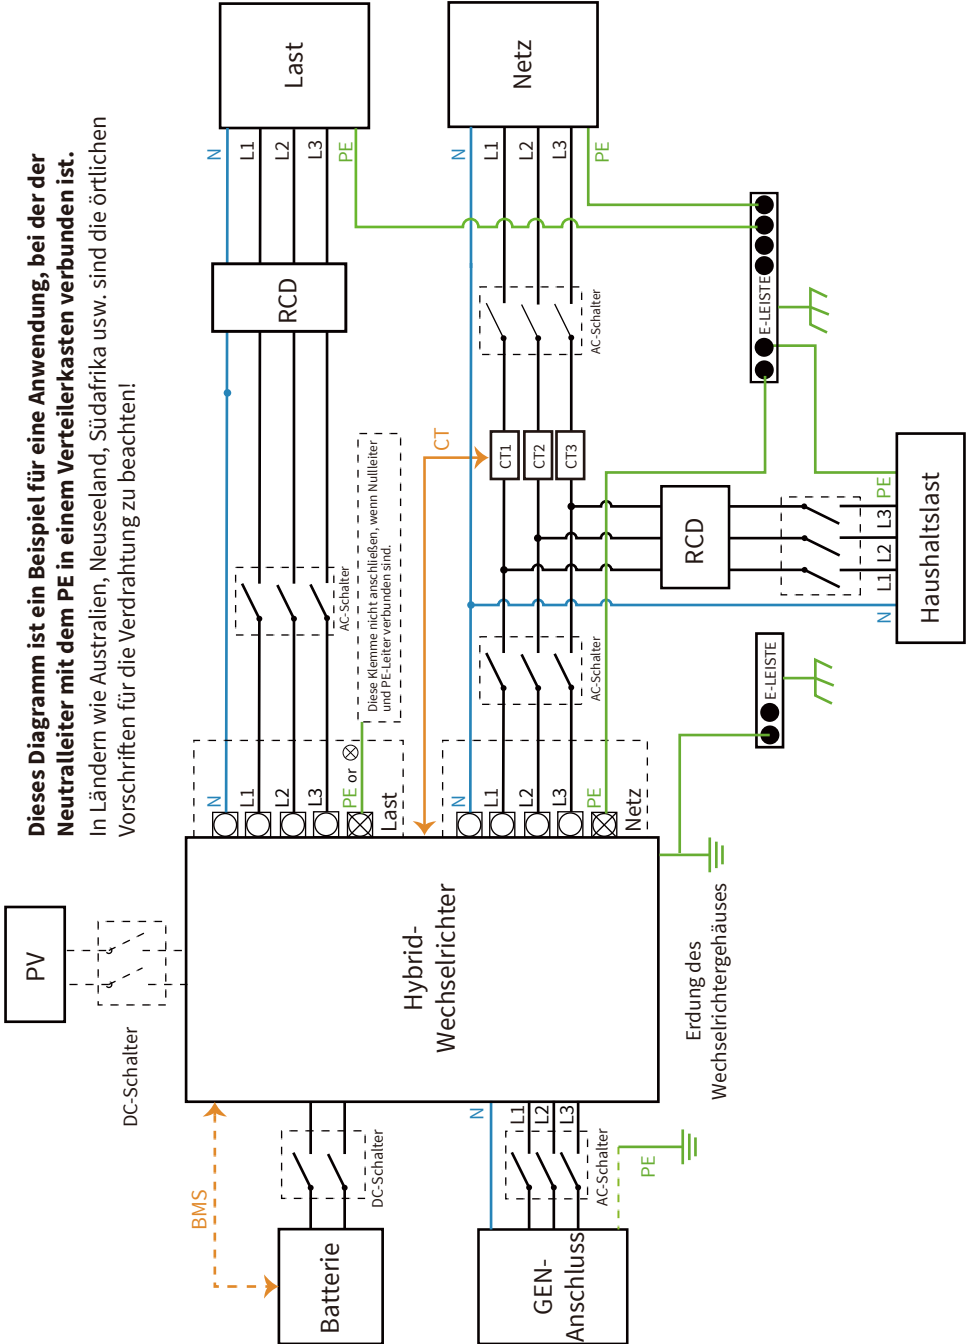 Dieses Diagramm ist ein Beispiel für eine Anwendung, bei der der
Neutralleiter mit dem PE in einem Verteilerkasten verbunden ist.
In Ländern wie Australien, Neuseeland, Südafrika usw. sind die örtlichen
Vorschriften für die Verdrahtung zu beachten!
PV
DC-Schalter
BMS
Batterie
DC-Schalter
GEN-
Anschluss
N
L1
L2
L3
AC-Schalter
PE
Hybrid-
Wechselrichter
Erdung des
Wechselrichtergehäuses
N
L1
L2
L3
PE or
Last
AC-Schalter
Diese Klemme nicht anschließen, wenn Nullleiter
und PE-Leiter verbunden sind.
RCD
N
L1
L2
L3
PE
Last
N
L1
L2
L3
PE
Netz
AC-Schalter
CT
CT1
CT2
CT3
AC-Schalter
N
L1
L2
L3
PE
Netz
RCD
E-LEISTE
E-LEISTE
N
L1
L2
L3
PE
Haushaltslast